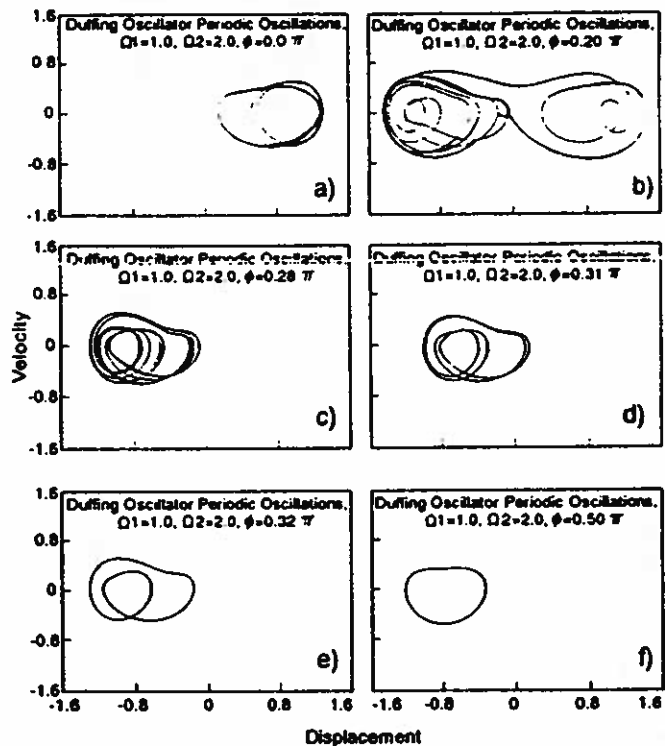 Duffing Oscillator Periodic Oscillations,
Ω1=1.0, Ω2=2.0, ϕ=0.0 π
a)
Duffing Oscillator Periodic Oscillations,
Ω1=1.0, Ω2=2.0, ϕ=0.20 π
b)
1.6
0.8
0
-0.8
-1.6
Duffing Oscillator Periodic Oscillations,
Ω1=1.0, Ω2=2.0, ϕ=0.28 π
c)
Duffing Oscillator Periodic Oscillations,
Ω1=1.0, Ω2=2.0, ϕ=0.31 π
d)
1.6
0.8
0
-0.8
-1.6
Velocity
Duffing Oscillator Periodic Oscillations,
Ω1=1.0, Ω2=2.0, ϕ=0.32 π
e)
Duffing Oscillator Periodic Oscillations,
Ω1=1.0, Ω2=2.0, ϕ=0.50 π
f)
1.6
0.8
0
-0.8
-1.6
-1.6 -0.8 0 0.8 1.6
-1.6 -0.8 0 0.8 1.6
Displacement